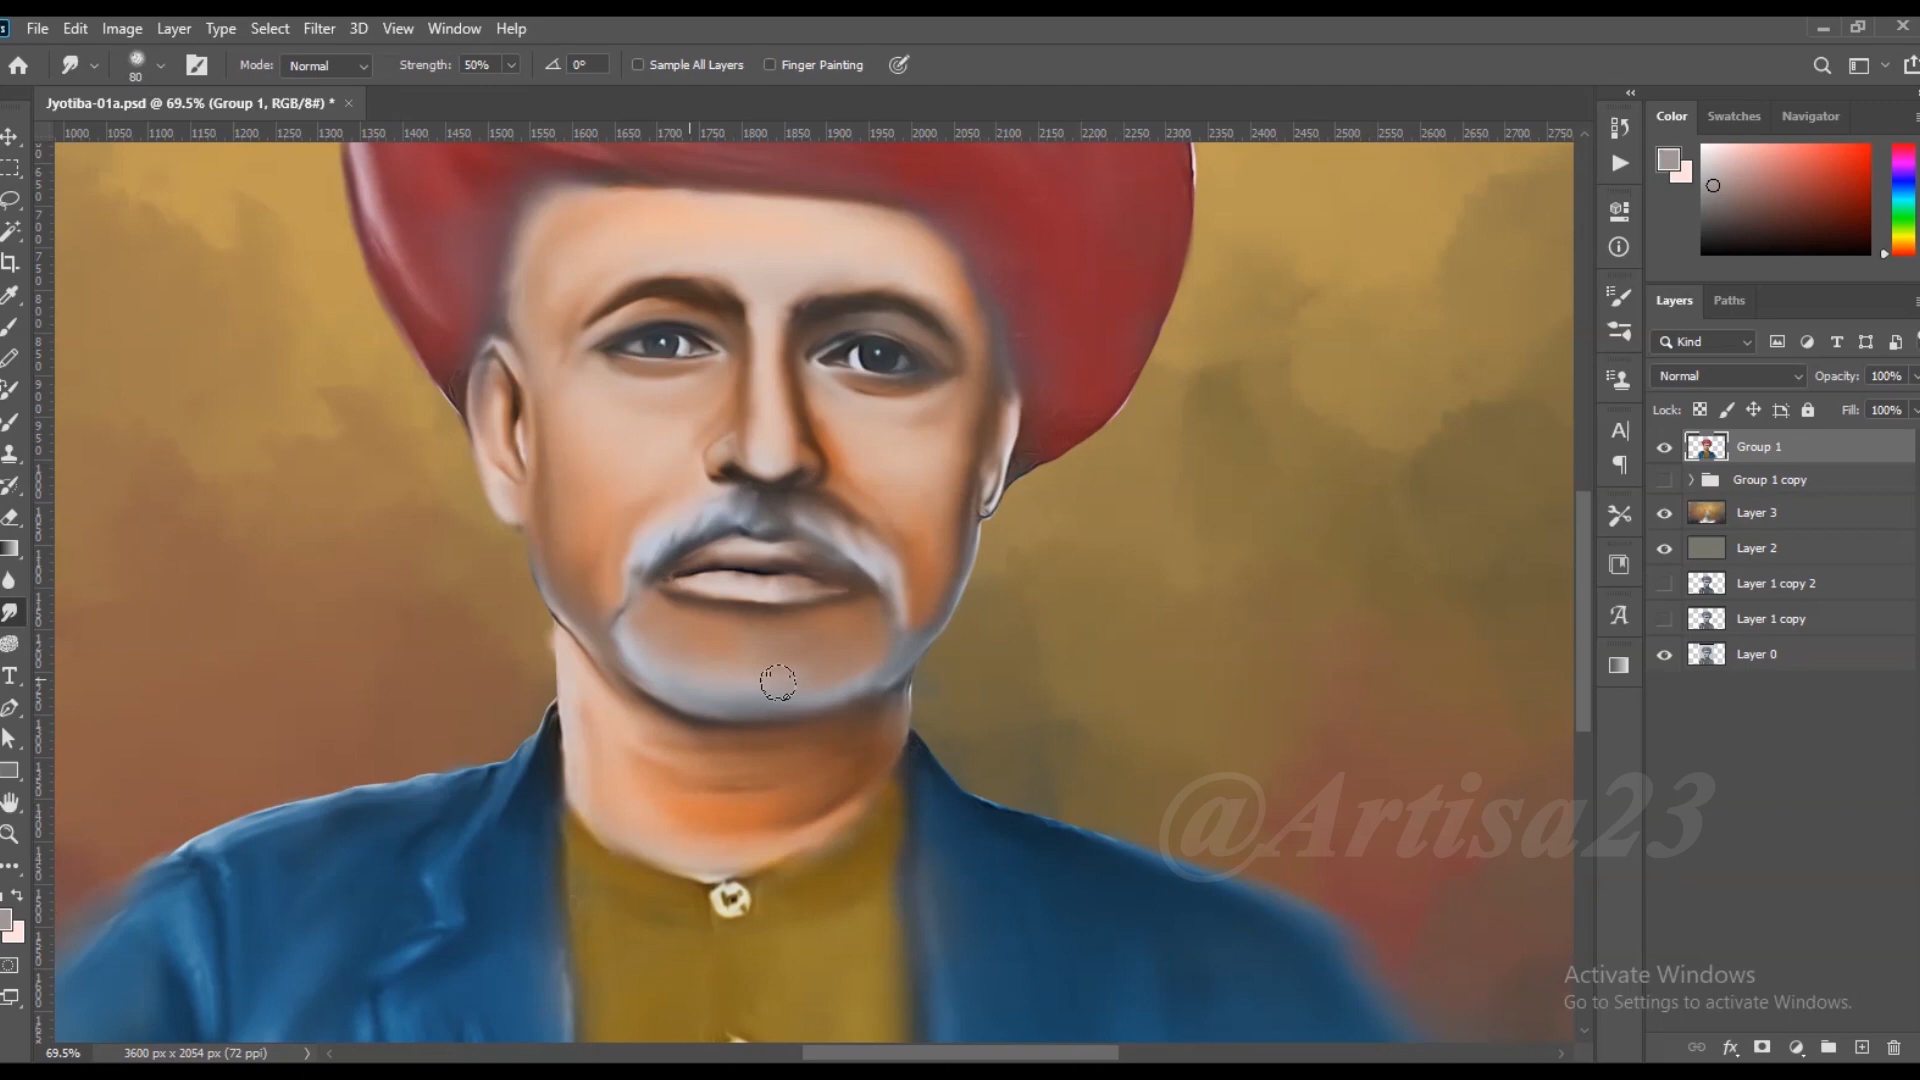 File Edit Image Layer Type Select Filter 3D View Window Help
80 Mode: Normal Strength: 50% 0° Sample All Layers Finger Painting
Jyotiba-01a.psd @ 69.5% (Group 1, RGB/8#) * ×
1000 1050 1100 1150 1200 1250 1300 1350 1400 1450 1500 1550 1600 1650 1700 1750 1800 1850 1900 1950 2000 2050 2100 2150 2200 2250 2300 2350 2400 2450 2500 2550 2600 2650 2700 2750
Color Swatches Navigator
Layers Paths
Kind
Normal Opacity: 100%
Lock: Fill: 100%
Group 1
Group 1 copy
Layer 3
Layer 2
Layer 1 copy 2
Layer 1 copy
Layer 0
@Artisa23
Activate Windows
Go to Settings to activate Windows.
69.5% 3600 px x 2054 px (72 ppi)